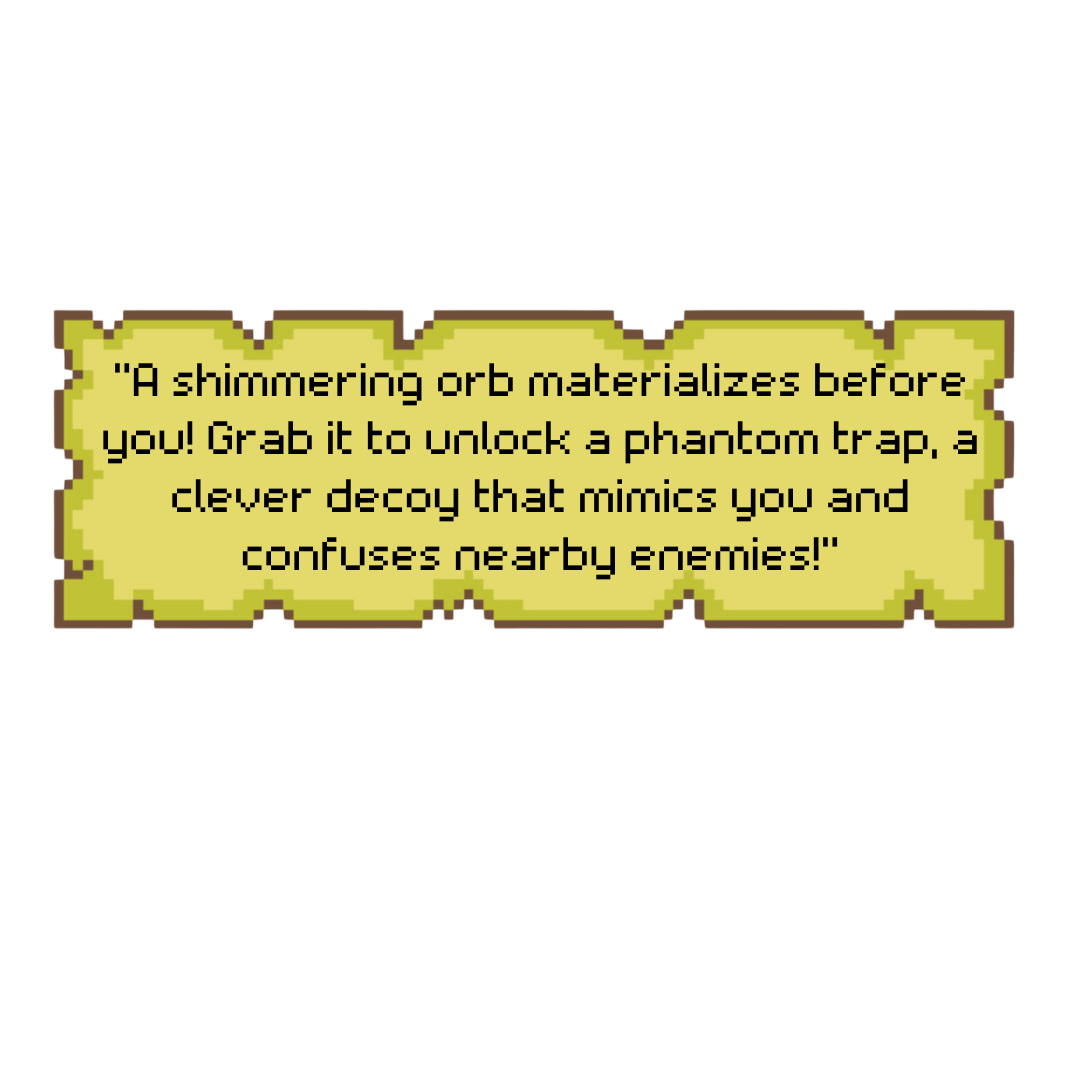 "A shimmering orb materializes before
you! Grab it to unlock a phantom trap, a
clever decoy that mimics you and
confuses nearby enemies!"